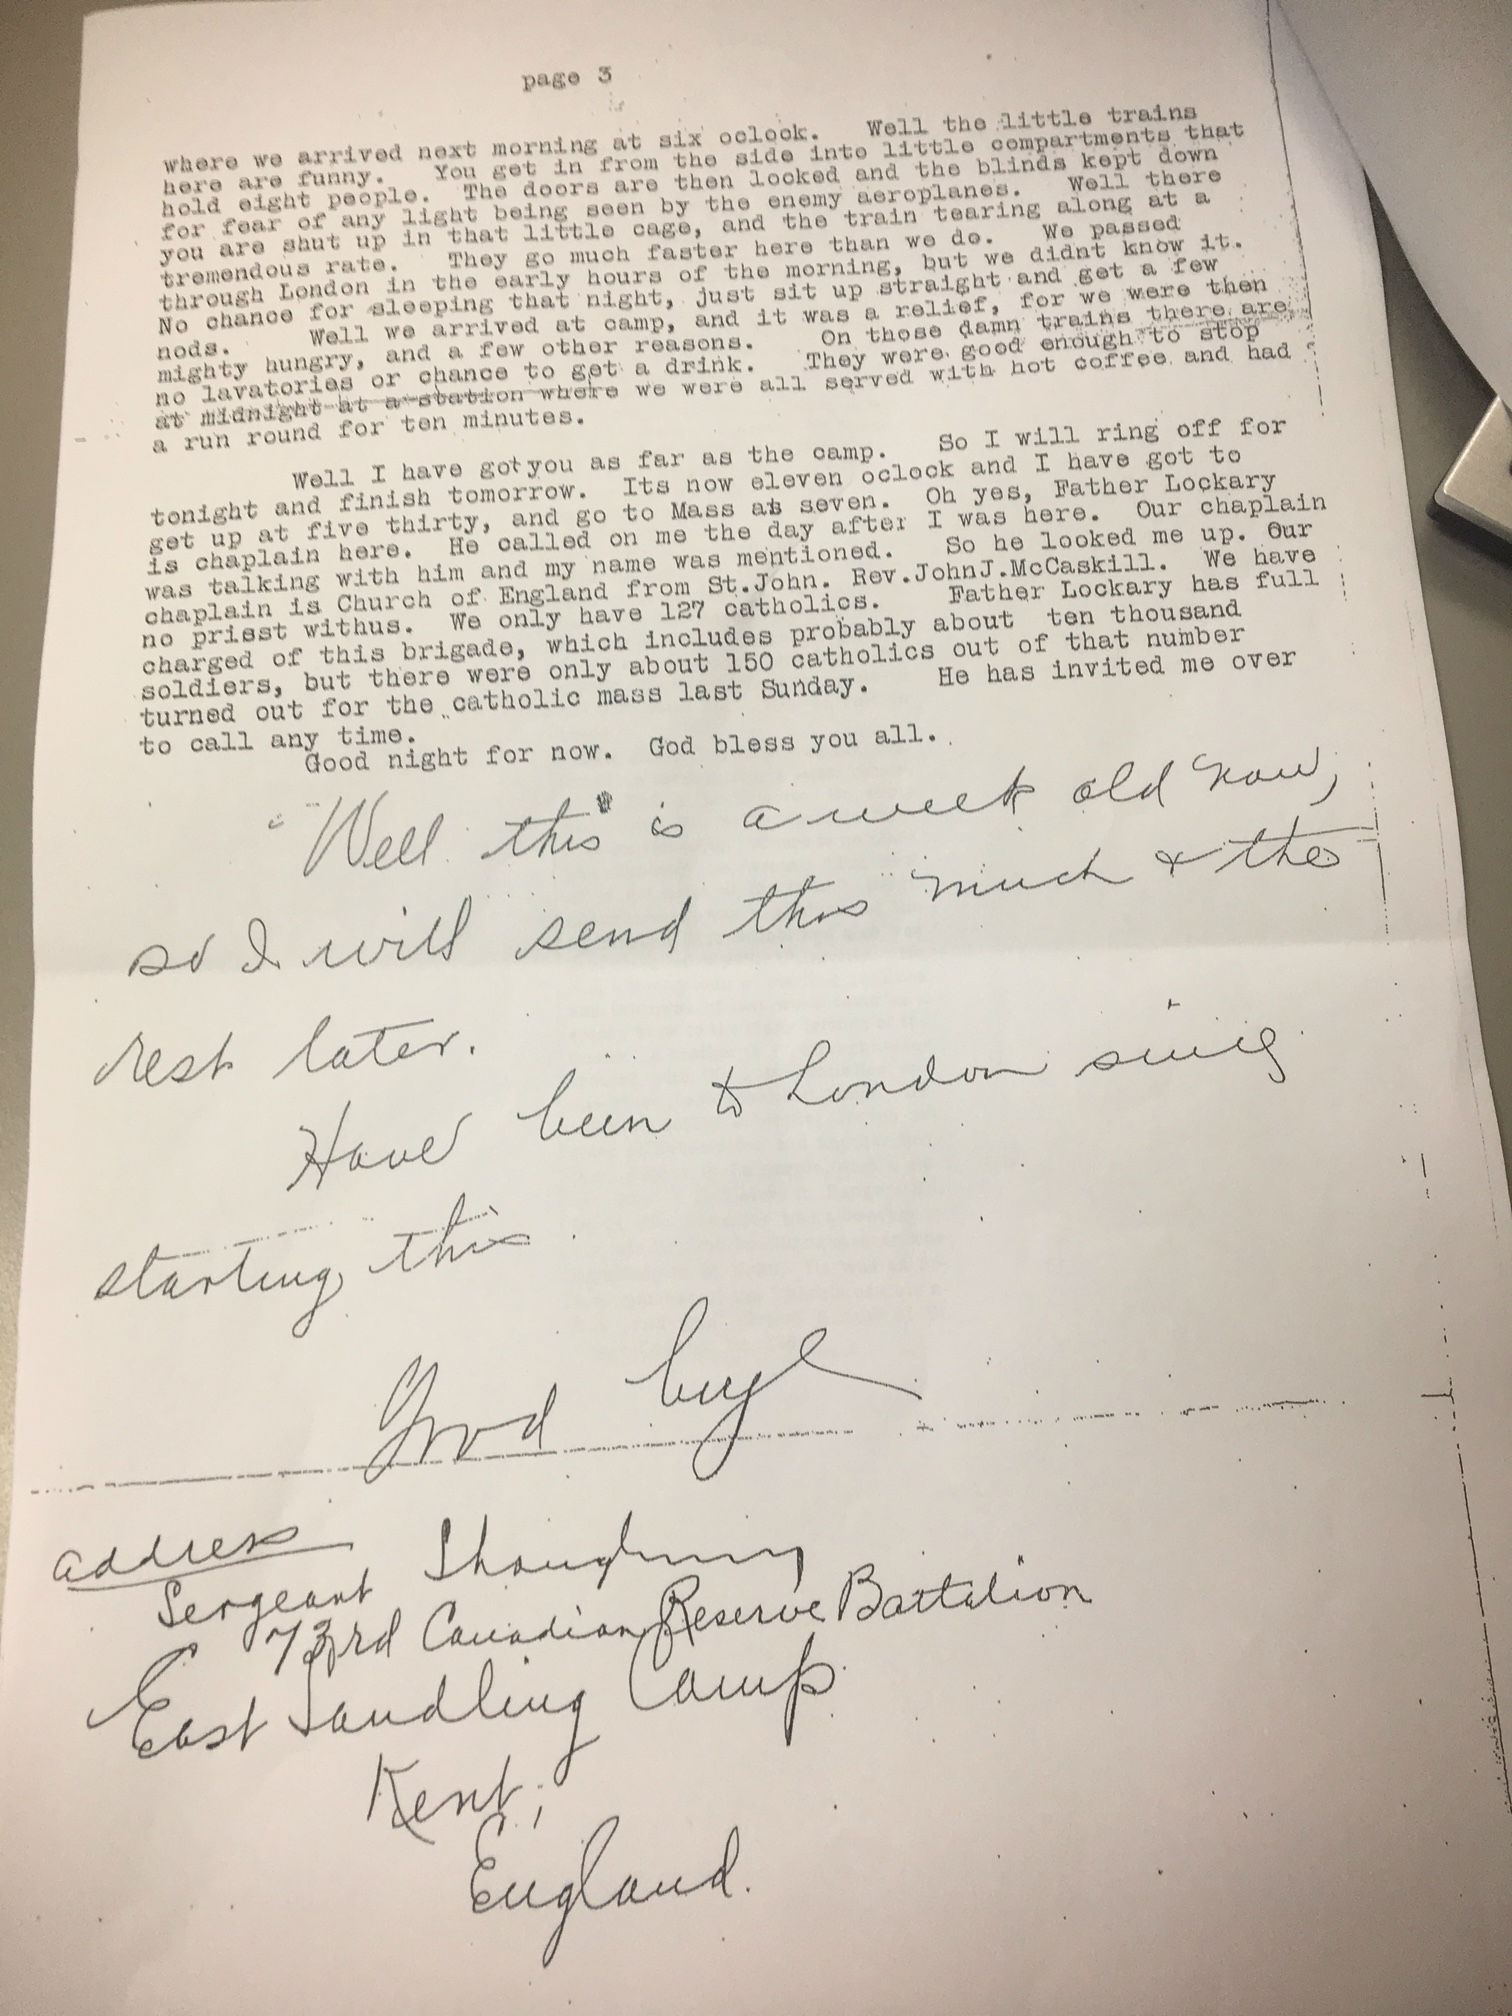 page 3
where we arrived next morning at six oclock. Well the little trains
here are funny. You get in from the side into little compartments that
hold eight people. The doors are then locked and the blinds kept down
for fear of any light being seen by the enemy aeroplanes. Well there
you are shut up in that little cage, and the train tearing along at a
tremendous rate. They go much faster here than we do. We passed
through London in the early hours of the morning, but we didnt know it.
No chance for sleeping that night, just sit up straight and get a few
nods. Well we arrived at camp, and it was a relief, for we were then
mighty hungry, and a few other reasons. On those damn trains there are
no lavatories or chance to get a drink. They were good enough to stop
at midnight at a station where we were all served with hot coffee and had
a run round for ten minutes.
Well I have got you as far as the camp. So I will ring off for
tonight and finish tomorrow. Its now eleven oclock and I have got to
get up at five thirty, and go to Mass at seven. Oh yes, Father Lockary
is chaplain here. He called on me the day after I was here. Our chaplain
was talking with him and my name was mentioned. So he looked me up. Our
chaplain is Church of England from St.John. Rev.JohnJ.McCaskill. We have
no priest withus. We only have 127 catholics. Father Lockary has full
charged of this brigade, which includes probably about ten thousand
soldiers, but there were only about 150 catholics out of that number
turned out for the catholic mass last Sunday. He has invited me over
to call any time.
Good night for now. God bless you all.
Well this is a week old now,
so I will send this much & the
rest later.
Have been to London since
starting this
Good bye
address
Sergeant Shaughnessy
73rd Canadian Reserve Battalion
East Sandling Camp
Kent,
England.